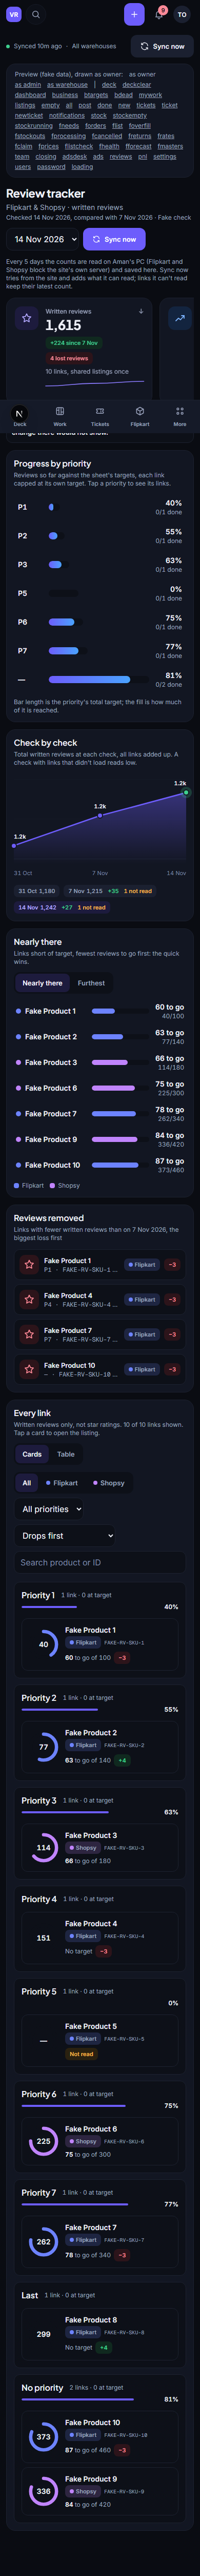 VR
+
9
TO
Synced 10m ago · All warehouses
Sync now
Preview (fake data), drawn as owner: as owner
as admin as warehouse | deck deckclear
dashboard business btargets bdead mywork
listings empty all post done new tickets ticket
newticket notifications stock stockempty
stockrunning fneeds forders flist foverfill
fstockouts fprocessing fcancelled freturns frates
fclaim fprices flistcheck fhealth fforecast fmasters
team closing adsdesk ads reviews pnl settings
users password loading
Review tracker
Flipkart & Shopsy · written reviews
Checked 14 Nov 2026, compared with 7 Nov 2026 · Fake check
14 Nov 2026
Sync now
Every 5 days the counts are read on Aman's PC (Flipkart and
Shopsy block the site's own server) and saved here. Sync now
tries on the site and adds what it can read; links it can't read
keep their latest count.
Written reviews
1,615
+224 since 7 Nov
4 lost reviews
10 links, shared listings once
N
Deck
Work
Tickets
Flipkart
More
change there would not show.
Progress by priority
Reviews so far against the sheet's targets, each link
capped at its own target. Tap a priority to see its links.
P1
40%
0/1 done
P2
55%
0/1 done
P3
63%
0/1 done
P5
0%
0/1 done
P6
75%
0/1 done
P7
77%
0/1 done
—
81%
0/2 done
Bar length is the priority's total target; the fill is how much
of it is reached.
Check by check
Total written reviews at each check, all links added up. A
check with links that didn't load reads low.
1.2k
1.2k
1.2k
31 Oct
7 Nov
14 Nov
31 Oct 1,180
7 Nov 1,215 +35 1 not read
14 Nov 1,242 +27 1 not read
Nearly there
Links short of target, fewest reviews to go first: the quick
wins.
Nearly there
Furthest
Fake Product 1
60 to go
40/100
Fake Product 2
63 to go
77/140
Fake Product 3
66 to go
114/180
Fake Product 6
75 to go
225/300
Fake Product 7
78 to go
262/340
Fake Product 9
84 to go
336/420
Fake Product 10
87 to go
373/460
Flipkart
Shopsy
Reviews removed
Links with fewer written reviews than on 7 Nov 2026, the
biggest loss first
Fake Product 1
P1 · FAKE-RV-SKU-1 …
Flipkart
−3
Fake Product 4
P4 · FAKE-RV-SKU-4 …
Flipkart
−3
Fake Product 7
P7 · FAKE-RV-SKU-7 …
Flipkart
−3
Fake Product 10
— · FAKE-RV-SKU-10 …
Flipkart
−3
Every link
Written reviews only, not star ratings. 10 of 10 links shown.
Tap a card to open the listing.
Cards
Table
All
Flipkart
Shopsy
All priorities
Drops first
Search product or ID
Priority 1 1 link · 0 at target
40%
40
Fake Product 1
Flipkart FAKE-RV-SKU-1
60 to go of 100 −3
Priority 2 1 link · 0 at target
55%
77
Fake Product 2
Flipkart FAKE-RV-SKU-2
63 to go of 140 +4
Priority 3 1 link · 0 at target
63%
114
Fake Product 3
Shopsy FAKE-RV-SKU-3
66 to go of 180
Priority 4 1 link · 0 at target
151
Fake Product 4
Flipkart FAKE-RV-SKU-4
No target −3
Priority 5 1 link · 0 at target
0%
—
Fake Product 5
Flipkart FAKE-RV-SKU-5
Not read
Priority 6 1 link · 0 at target
75%
225
Fake Product 6
Shopsy FAKE-RV-SKU-6
75 to go of 300
Priority 7 1 link · 0 at target
77%
262
Fake Product 7
Flipkart FAKE-RV-SKU-7
78 to go of 340 −3
Last 1 link · 0 at target
299
Fake Product 8
Flipkart FAKE-RV-SKU-8
No target +4
No priority 2 links · 0 at target
81%
373
Fake Product 10
Flipkart FAKE-RV-SKU-10
87 to go of 460 −3
336
Fake Product 9
Shopsy FAKE-RV-SKU-9
84 to go of 420